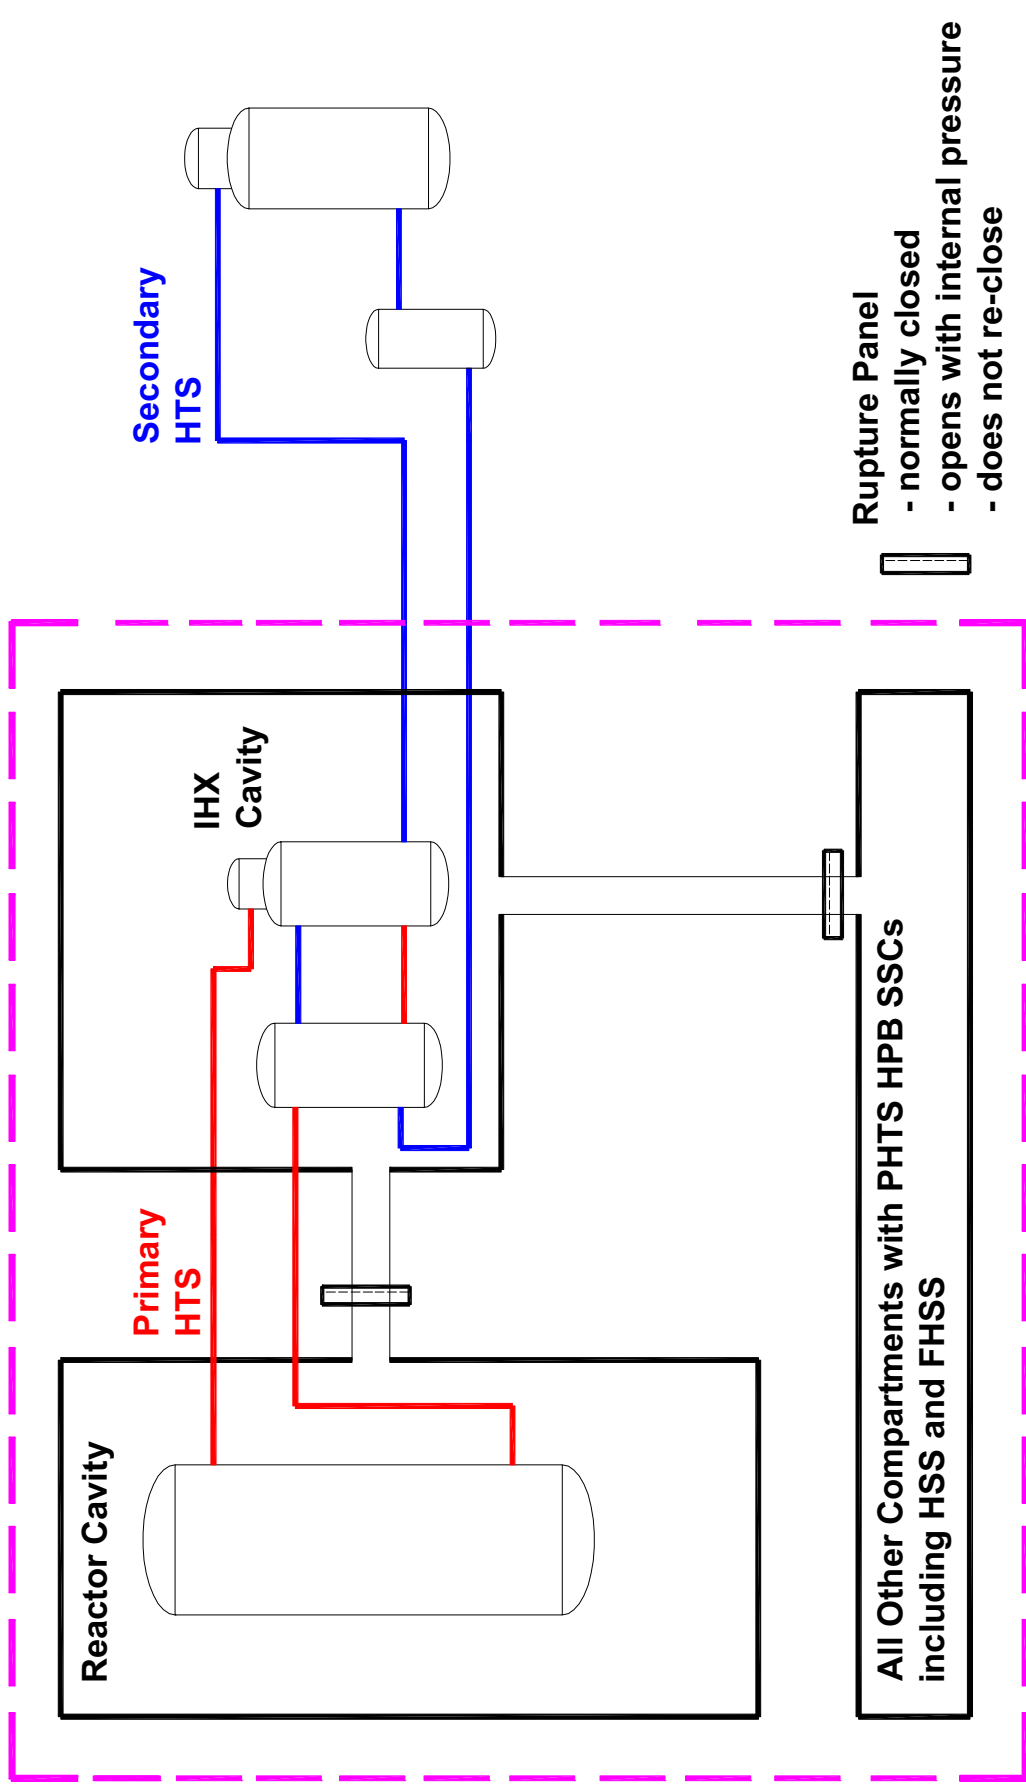 Reactor Cavity
Primary
HTS
IHX
Cavity
Secondary
HTS
All Other Compartments with PHTS HPB SSCs
including HSS and FHSS
Rupture Panel
- normally closed
- opens with internal pressure
- does not re-close